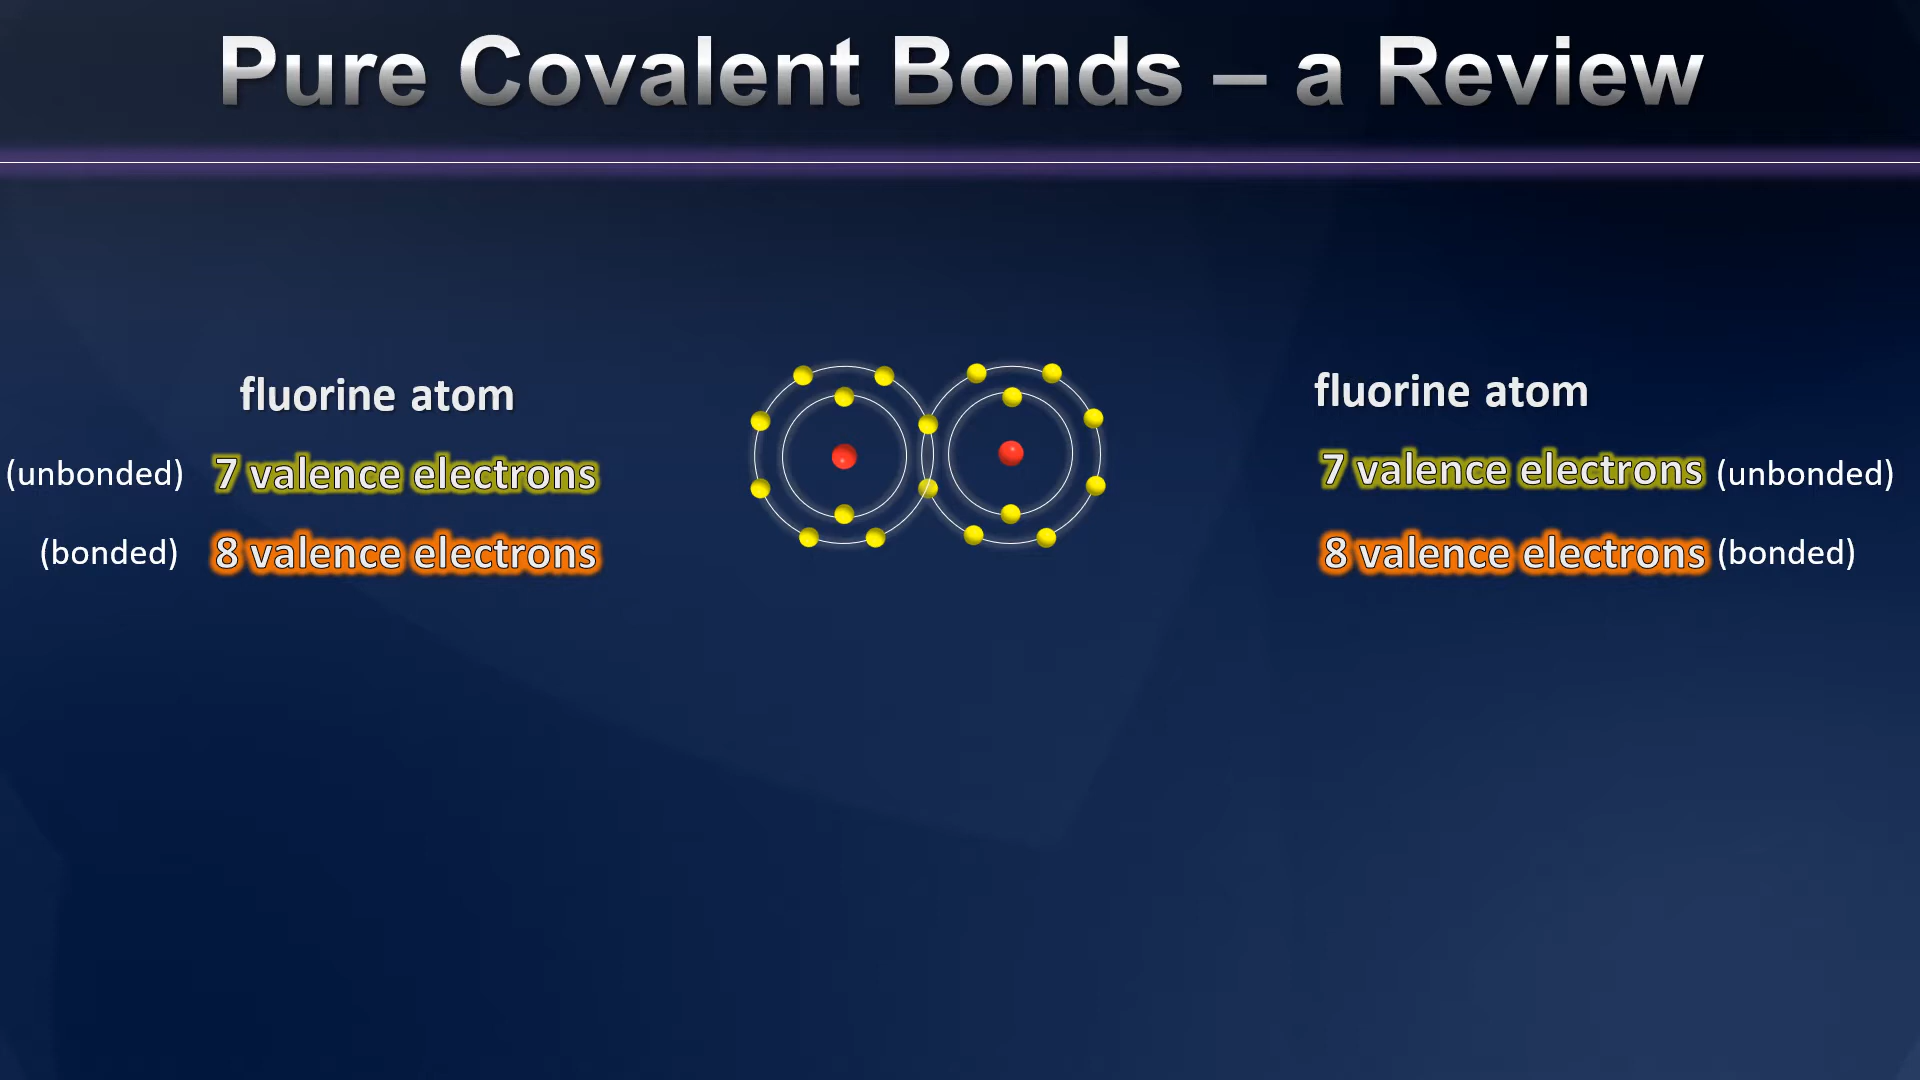 Pure Covalent Bonds – a Review
fluorine atom
(unbonded) 7 valence electrons
(bonded) 8 valence electrons
fluorine atom
7 valence electrons (unbonded)
8 valence electrons (bonded)